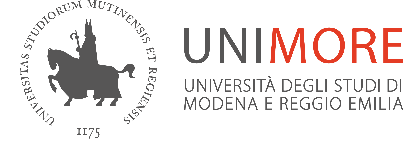 UNIVERSITAS STUDIORUM MUTINENSIS ET REGIENSIS
1175
UNIMORE
UNIVERSITÀ DEGLI STUDI DI
MODENA E REGGIO EMILIA